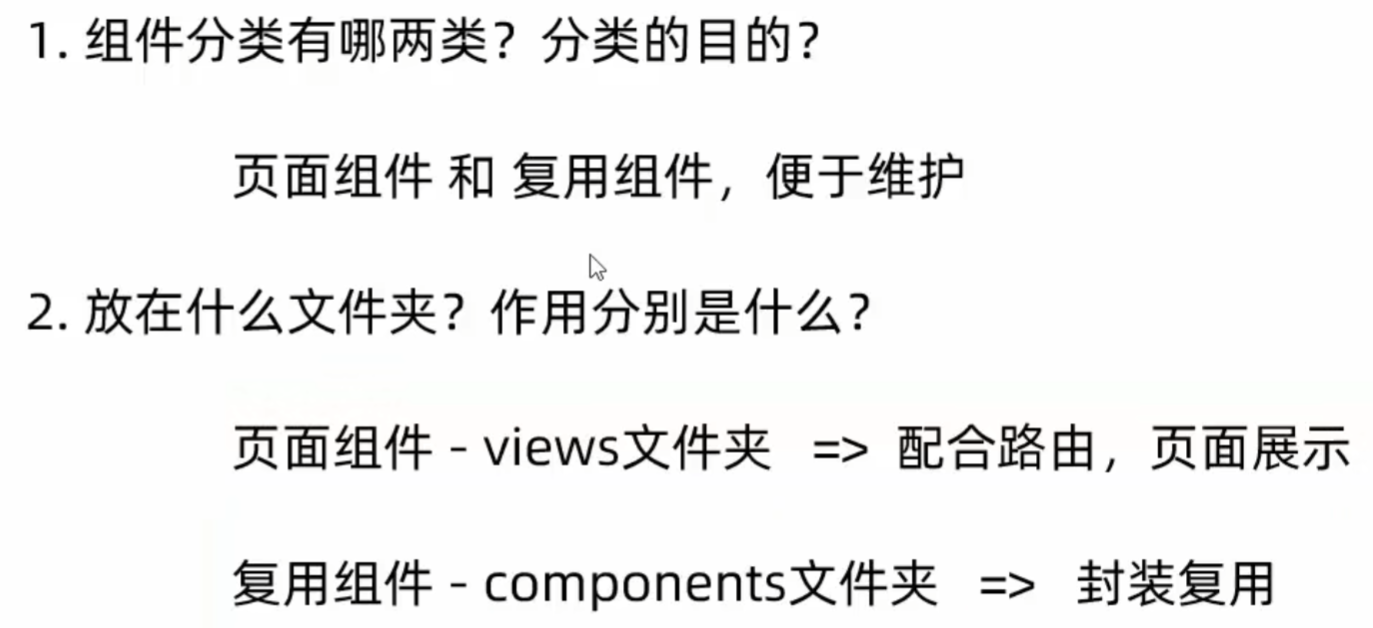 1. 组件分类有哪两类？分类的目的？
页面组件 和 复用组件，便于维护
2. 放在什么文件夹？作用分别是什么？
页面组件 - views文件夹 => 配合路由，页面展示
复用组件 - components文件夹 => 封装复用